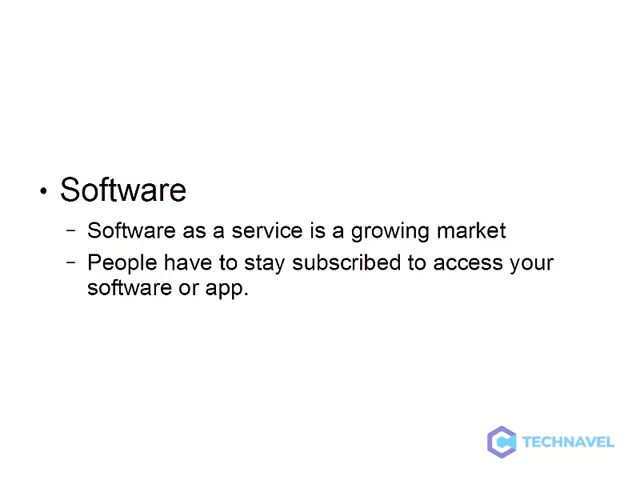 • Software
– Software as a service is a growing market
– People have to stay subscribed to access your
software or app.
TECHNAVEL